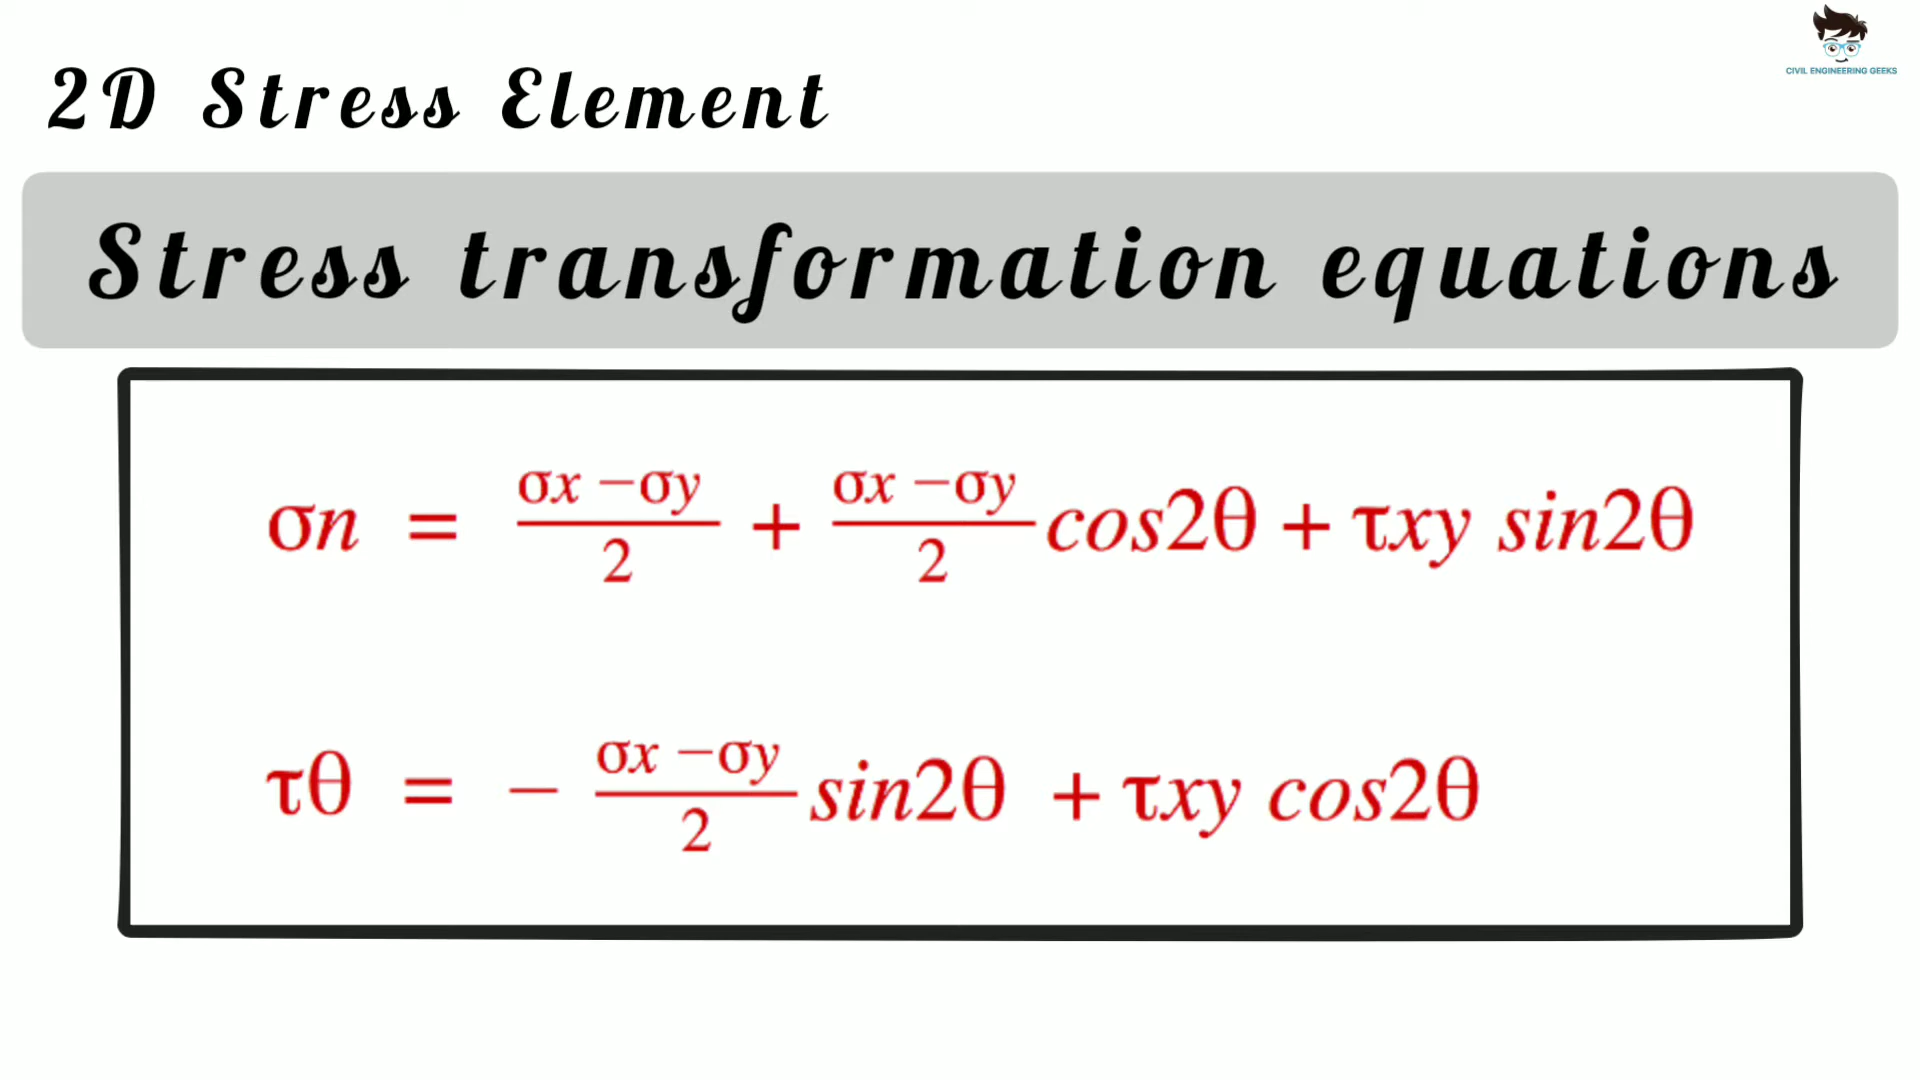 CIVIL ENGINEERING GEEKS
2D Stress Element
Stress transformation equations
σn = σx −σy/2 + σx −σy/2 cos2θ + τxy sin2θ
τθ = − σx −σy/2 sin2θ + τxy cos2θ